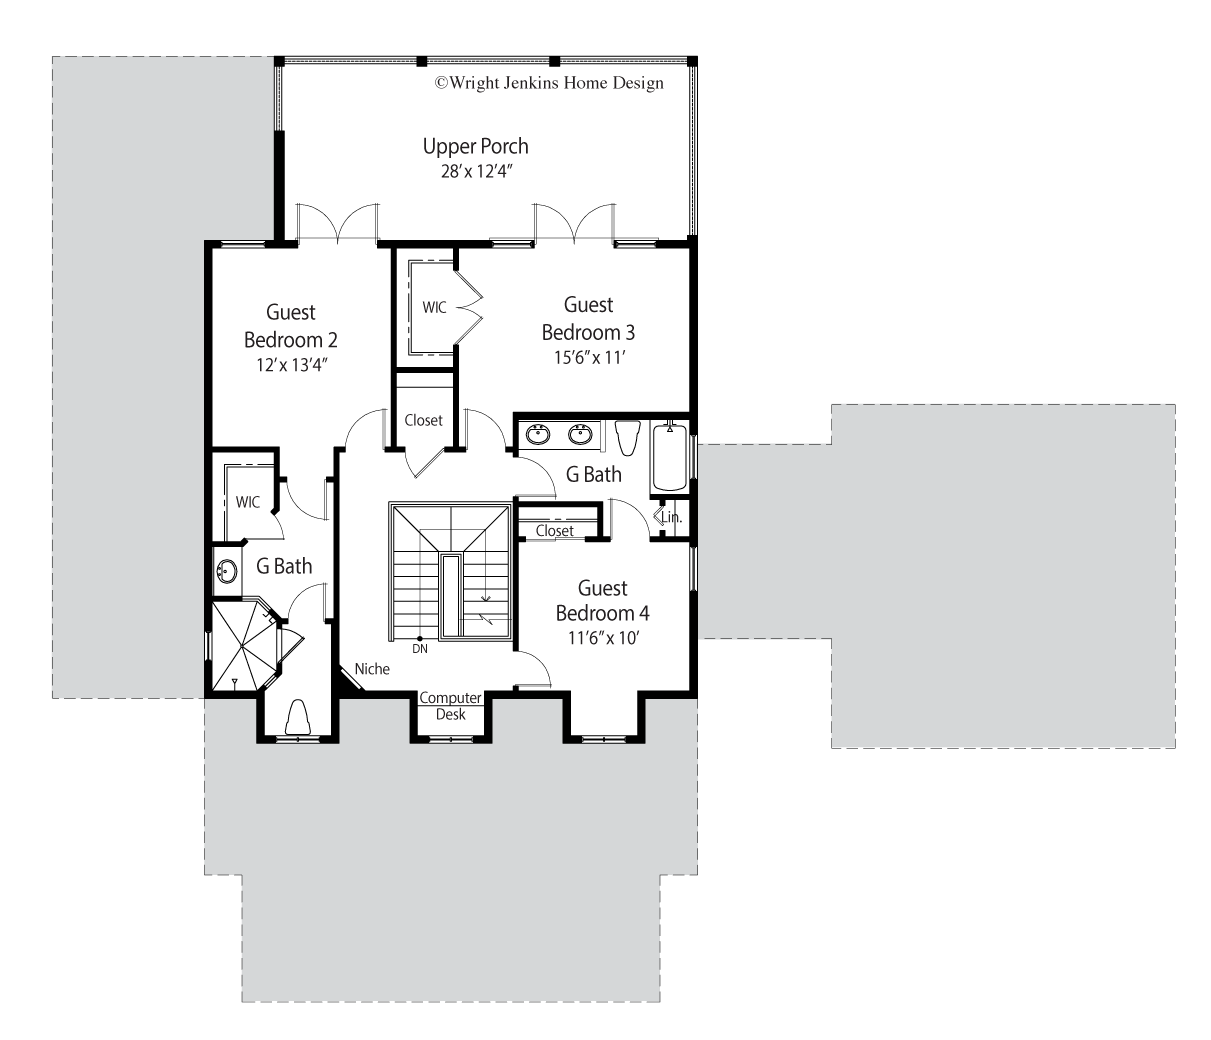 ©Wright Jenkins Home Design
Upper Porch
28’ x 12’4”
Guest
Bedroom 2
12’ x 13’4”
WIC
Guest
Bedroom 3
15’6” x 11’
Closet
G Bath
WIC
Lin.
Closet
G Bath
Guest
Bedroom 4
11’6” x 10’
DN
Niche
Computer
Desk